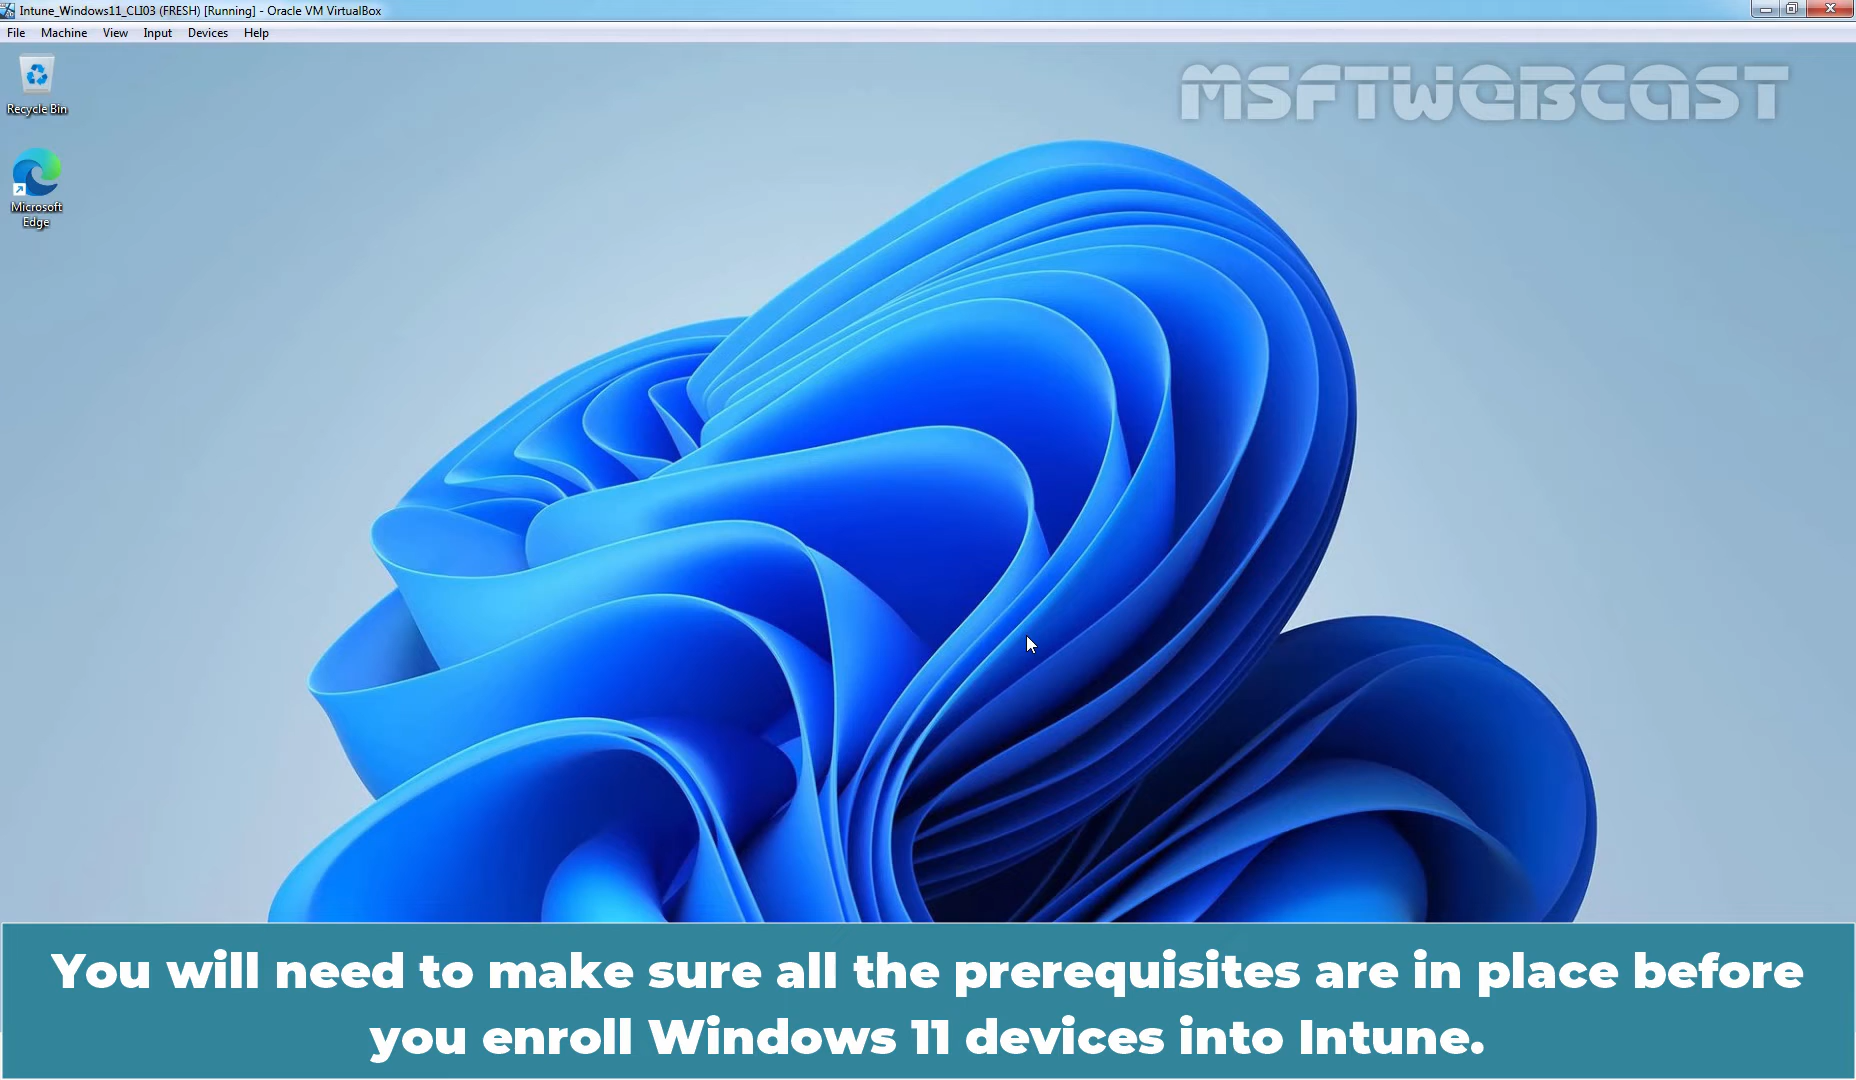 Intune_Windows11_CLI03 (FRESH) [Running] - Oracle VM VirtualBox
File Machine View Input Devices Help
MSFTWEBCAST
Recycle Bin
Microsoft
Edge
You will need to make sure all the prerequisites are in place before
you enroll Windows 11 devices into Intune.